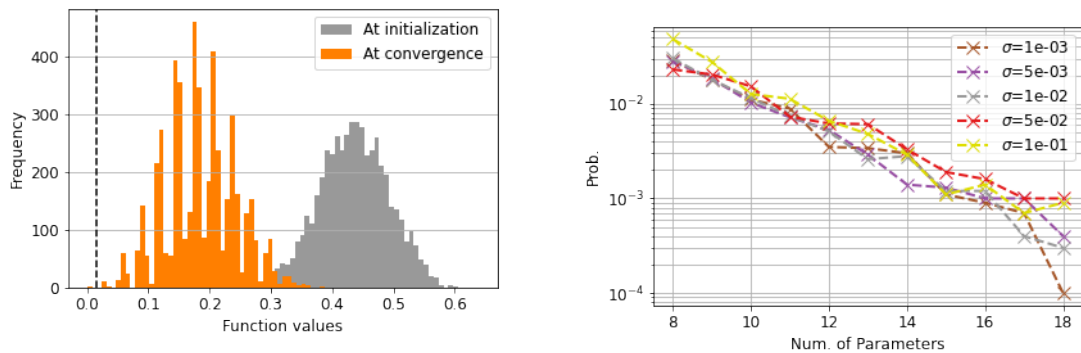 At initialization
At convergence
Frequency
400
300
200
100
0
0.0 0.1 0.2 0.3 0.4 0.5 0.6
Function values
σ=1e-03
σ=5e-03
σ=1e-02
σ=5e-02
σ=1e-01
Prob.
10⁻²
10⁻³
10⁻⁴
8 10 12 14 16 18
Num. of Parameters